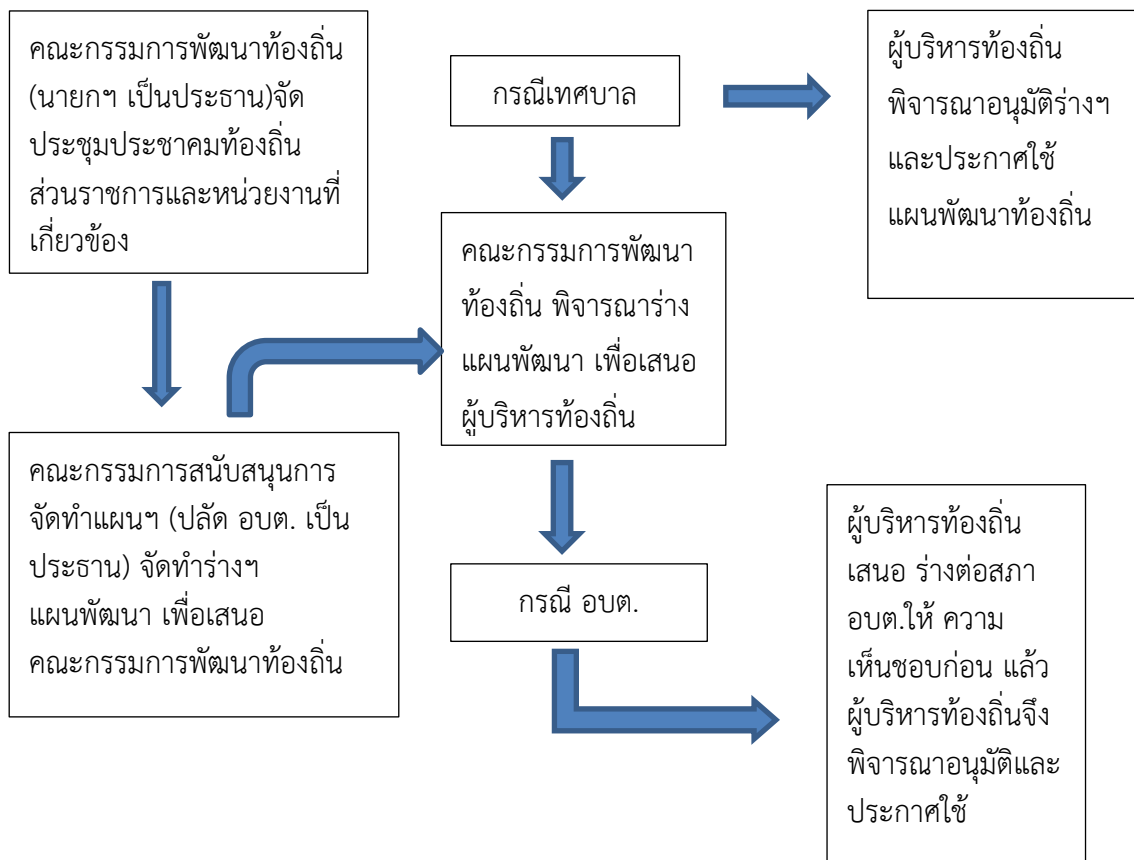 คณะกรรมการพัฒนาท้องถิ่น
(นายกฯ เป็นประธาน)จัด
ประชุมประชาคมท้องถิ่น
ส่วนราชการและหน่วยงานที่
เกี่ยวข้อง
คณะกรรมการสนับสนุนการ
จัดทำแผนฯ (ปลัด อบต. เป็น
ประธาน) จัดทำร่างฯ
แผนพัฒนา เพื่อเสนอ
คณะกรรมการพัฒนาท้องถิ่น
กรณีเทศบาล
คณะกรรมการพัฒนา
ท้องถิ่น พิจารณาร่าง
แผนพัฒนา เพื่อเสนอ
ผู้บริหารท้องถิ่น
กรณี อบต.
ผู้บริหารท้องถิ่น
พิจารณาอนุมัติร่างฯ
และประกาศใช้
แผนพัฒนาท้องถิ่น
ผู้บริหารท้องถิ่น
เสนอ ร่างต่อสภา
อบต.ให้ ความ
เห็นชอบก่อน แล้ว
ผู้บริหารท้องถิ่นจึง
พิจารณาอนุมัติและ
ประกาศใช้